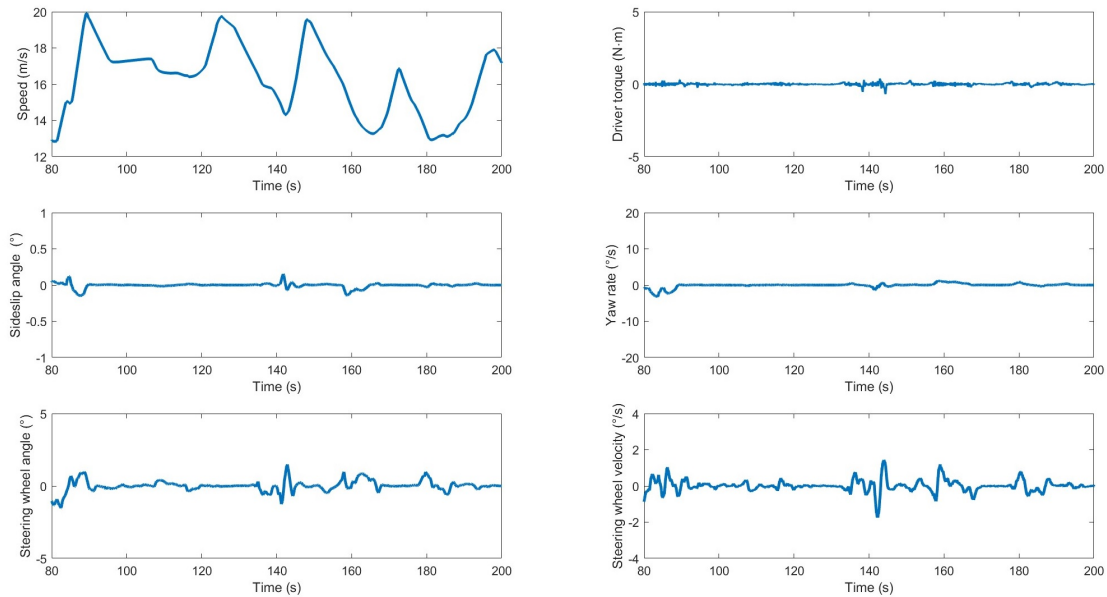 20
18
16
14
12
80 100 120 140 160 180 200
Speed (m/s)
Time (s)
5
0
-5
80 100 120 140 160 180 200
Driver torque (N·m)
Time (s)
1
0.5
0
-0.5
-1
80 100 120 140 160 180 200
Sideslip angle (°)
Time (s)
20
10
0
-10
-20
80 100 120 140 160 180 200
Yaw rate (°/s)
Time (s)
5
0
-5
80 100 120 140 160 180 200
Steering wheel angle (°)
Time (s)
4
2
0
-2
-4
80 100 120 140 160 180 200
Steering wheel velocity (°/s)
Time (s)